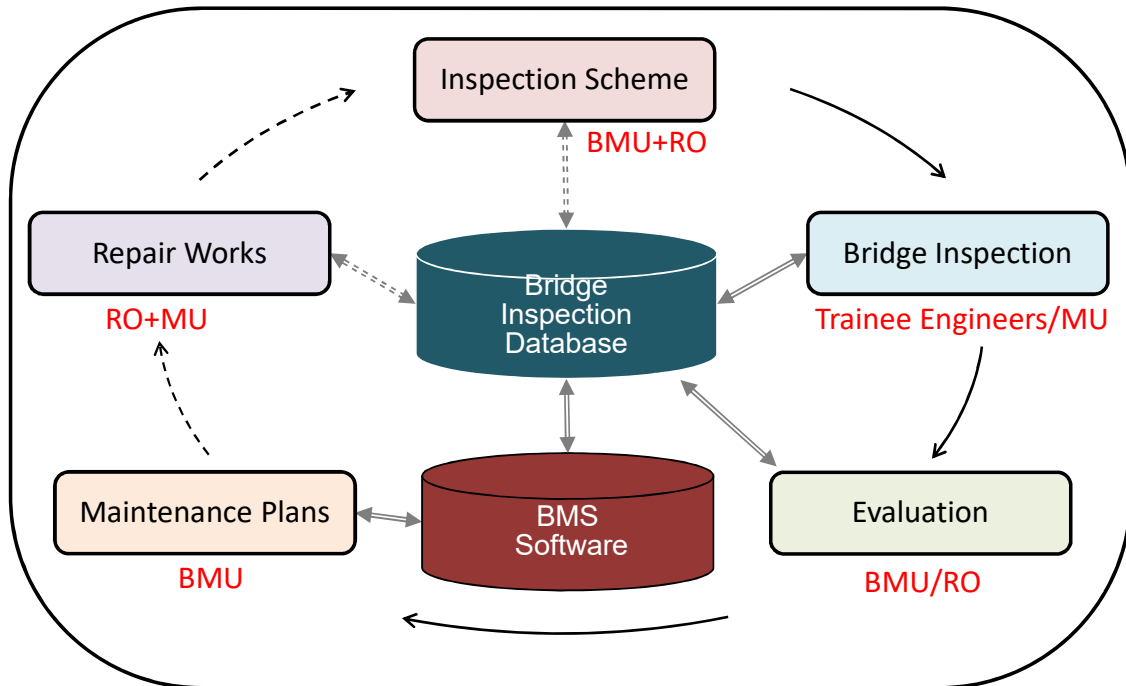 Inspection Scheme
BMU+RO
Repair Works
RO+MU
Bridge
Inspection
Database
Bridge Inspection
Trainee Engineers/MU
Maintenance Plans
BMU
BMS
Software
Evaluation
BMU/RO